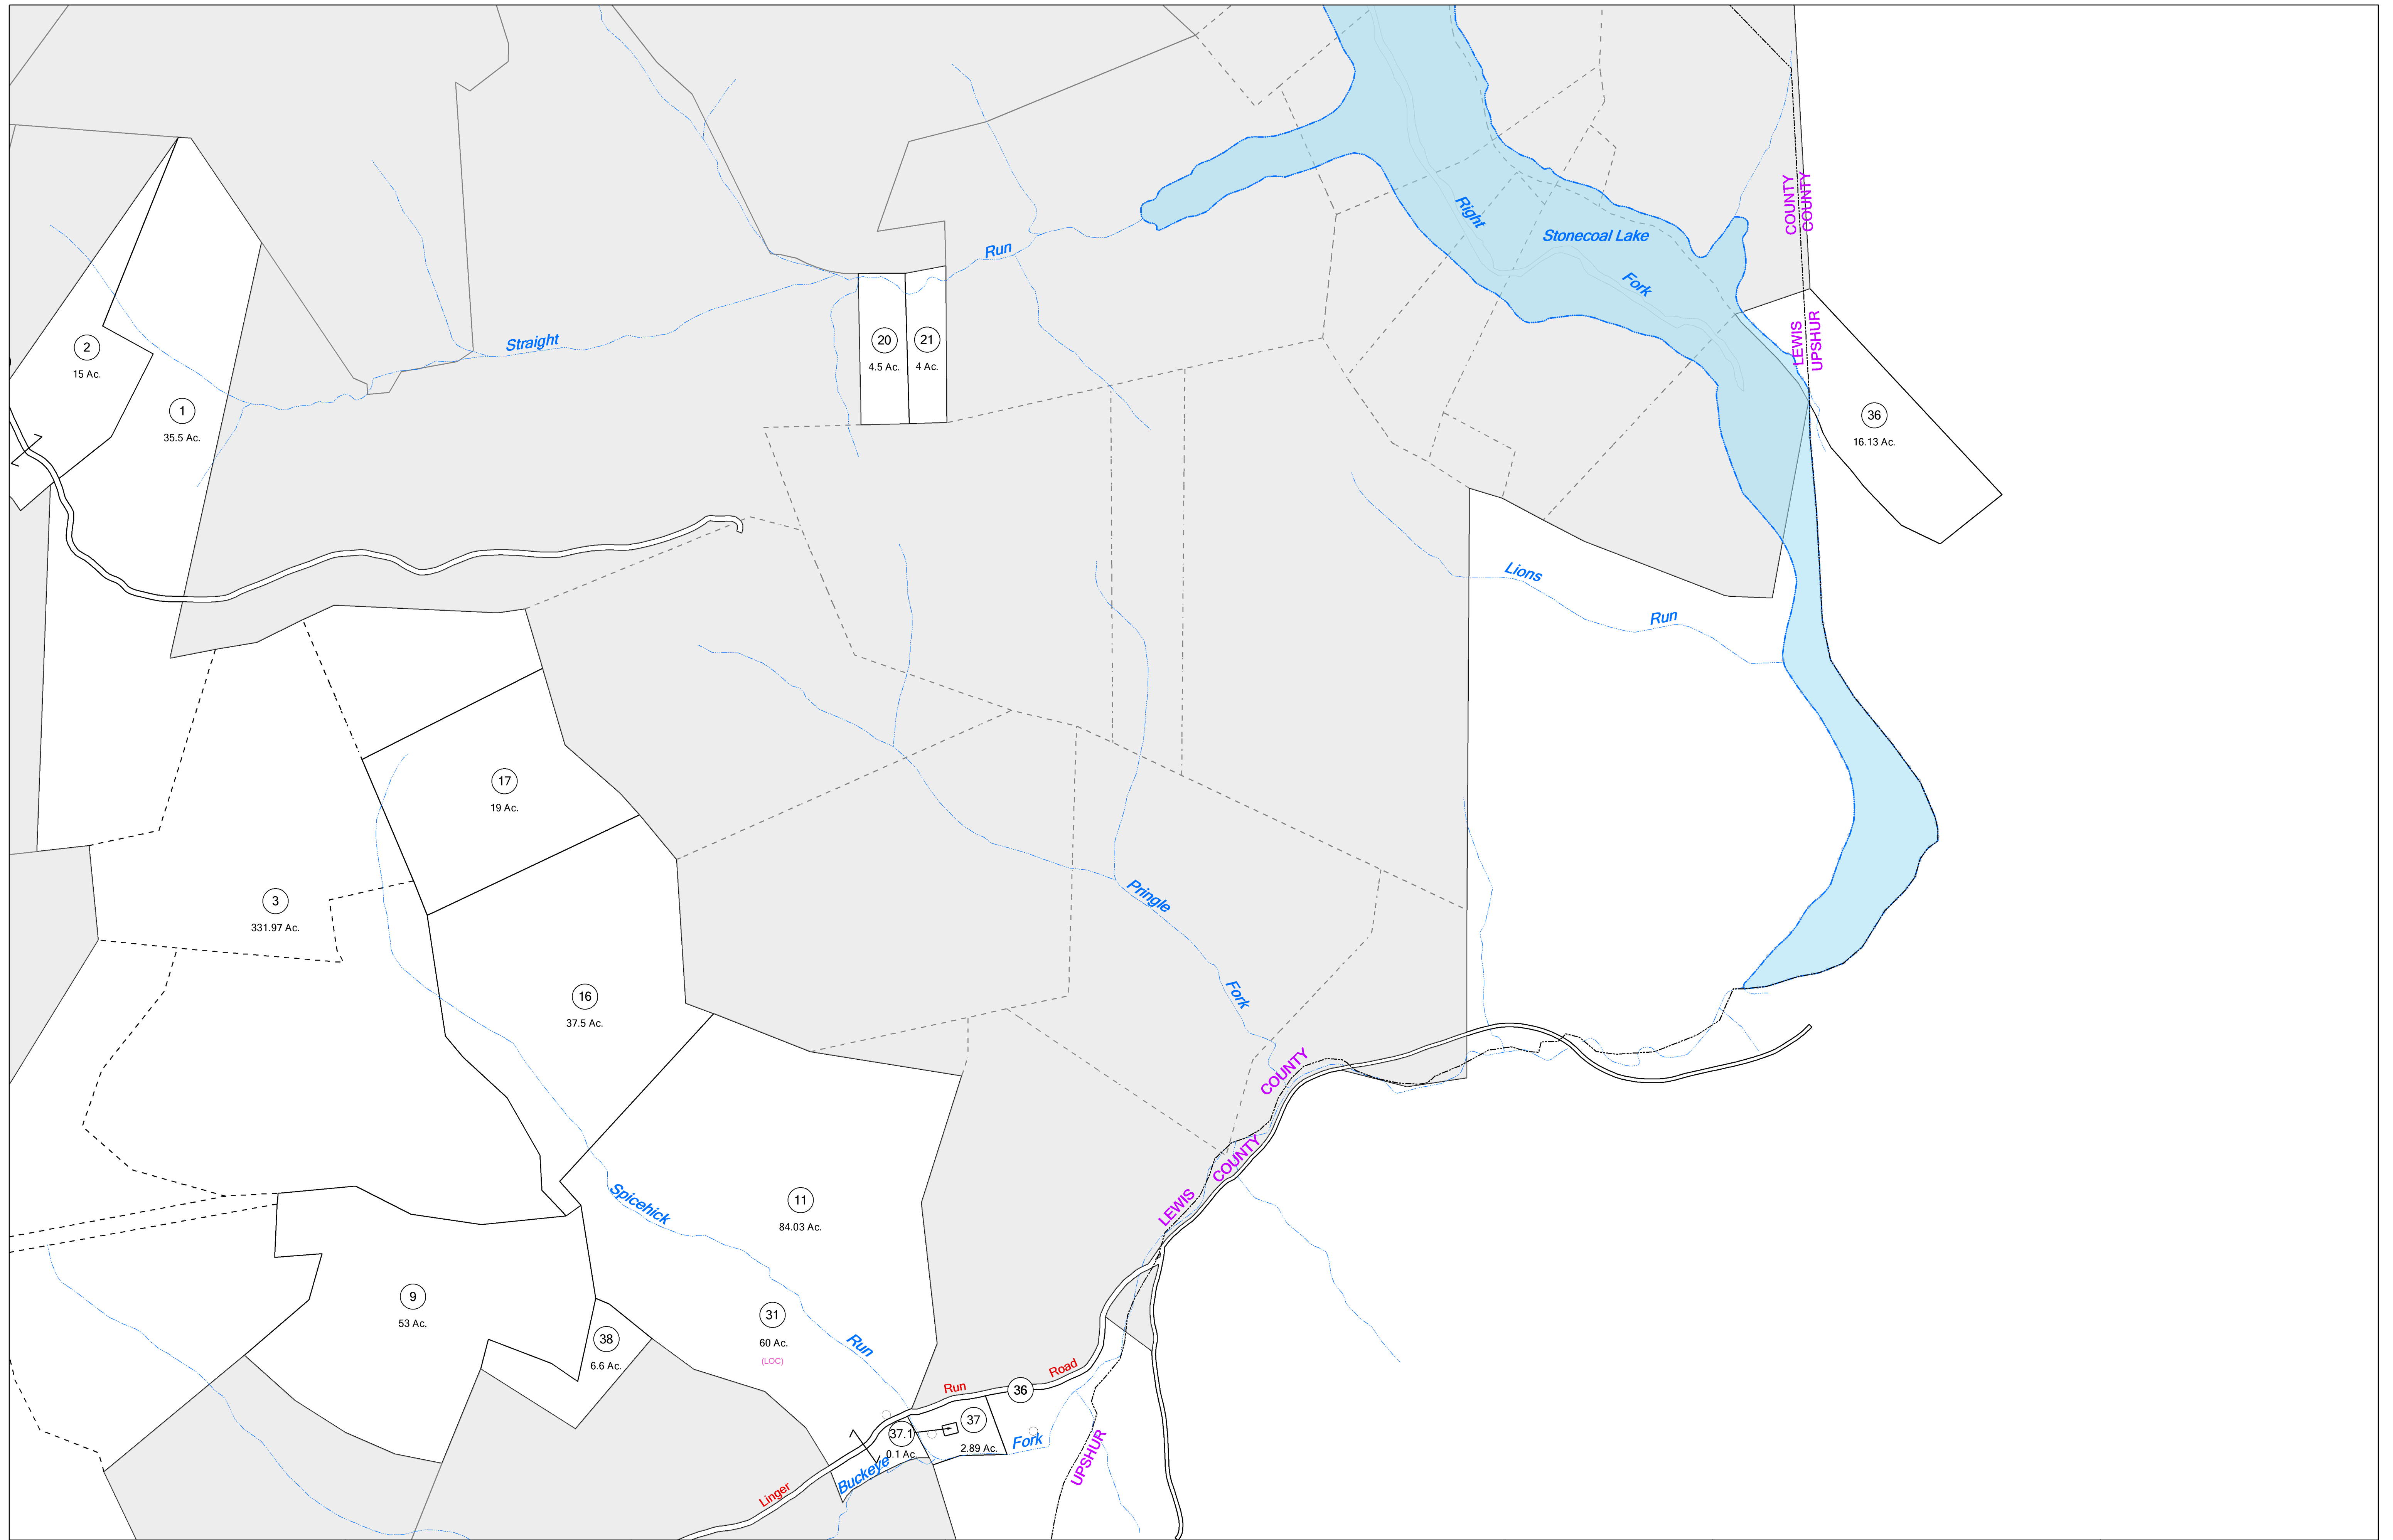 COUNTY
COUNTY
Right
Stonecoal Lake
Run
Fork
LEWIS
UPSHUR
Straight
20
4.5 Ac.
21
4 Ac.
2
15 Ac.
1
35.5 Ac.
36
16.13 Ac.
Lions
Run
17
19 Ac.
3
331.97 Ac.
Pringle
Fork
16
37.5 Ac.
COUNTY
COUNTY
LEWIS
Spicehick
11
84.03 Ac.
9
53 Ac.
31
60 Ac.
(LOC)
38
6.6 Ac.
Run
Road
Run
36
37
2.89 Ac.
37.1
0.1 Ac.
Fork
Buckeye
UPSHUR
Linger